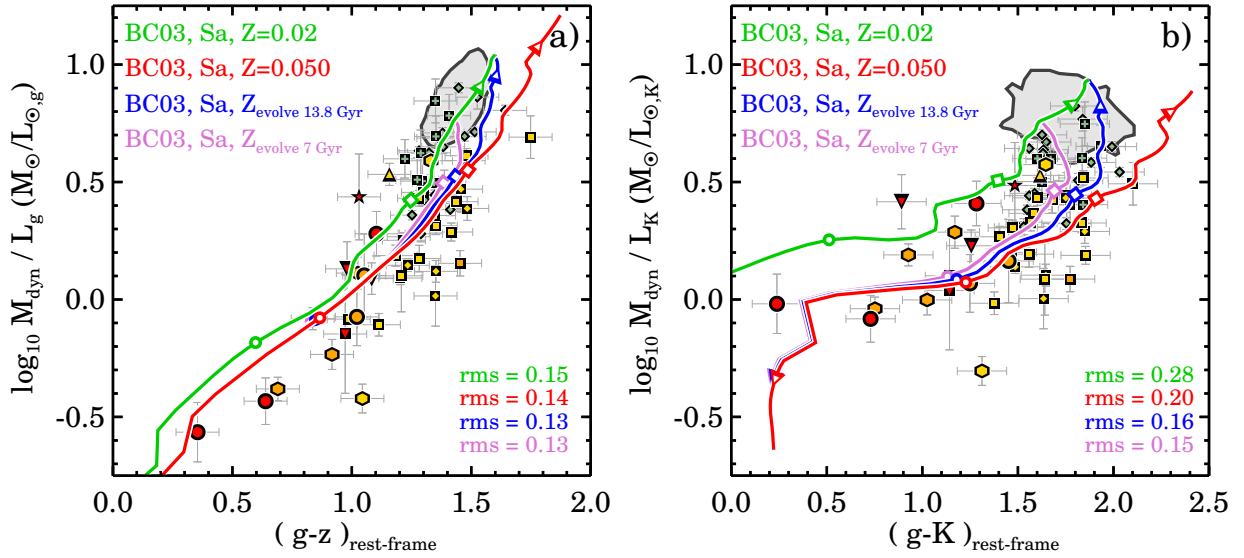 a)
BC03, Sa, Z=0.02
BC03, Sa, Z=0.050
BC03, Sa, Z_evolve 13.8 Gyr
BC03, Sa, Z_evolve 7 Gyr
rms = 0.15
rms = 0.14
rms = 0.13
rms = 0.13
log10 Mdyn / Lg (M⊙/L⊙,g)
1.0
0.5
0.0
-0.5
0.0 0.5 1.0 1.5 2.0
( g-z )rest-frame
b)
BC03, Sa, Z=0.02
BC03, Sa, Z=0.050
BC03, Sa, Z_evolve 13.8 Gyr
BC03, Sa, Z_evolve 7 Gyr
rms = 0.28
rms = 0.20
rms = 0.16
rms = 0.15
log10 Mdyn / LK (M⊙/L⊙,K)
1.0
0.5
0.0
-0.5
0.0 0.5 1.0 1.5 2.0 2.5
( g-K )rest-frame